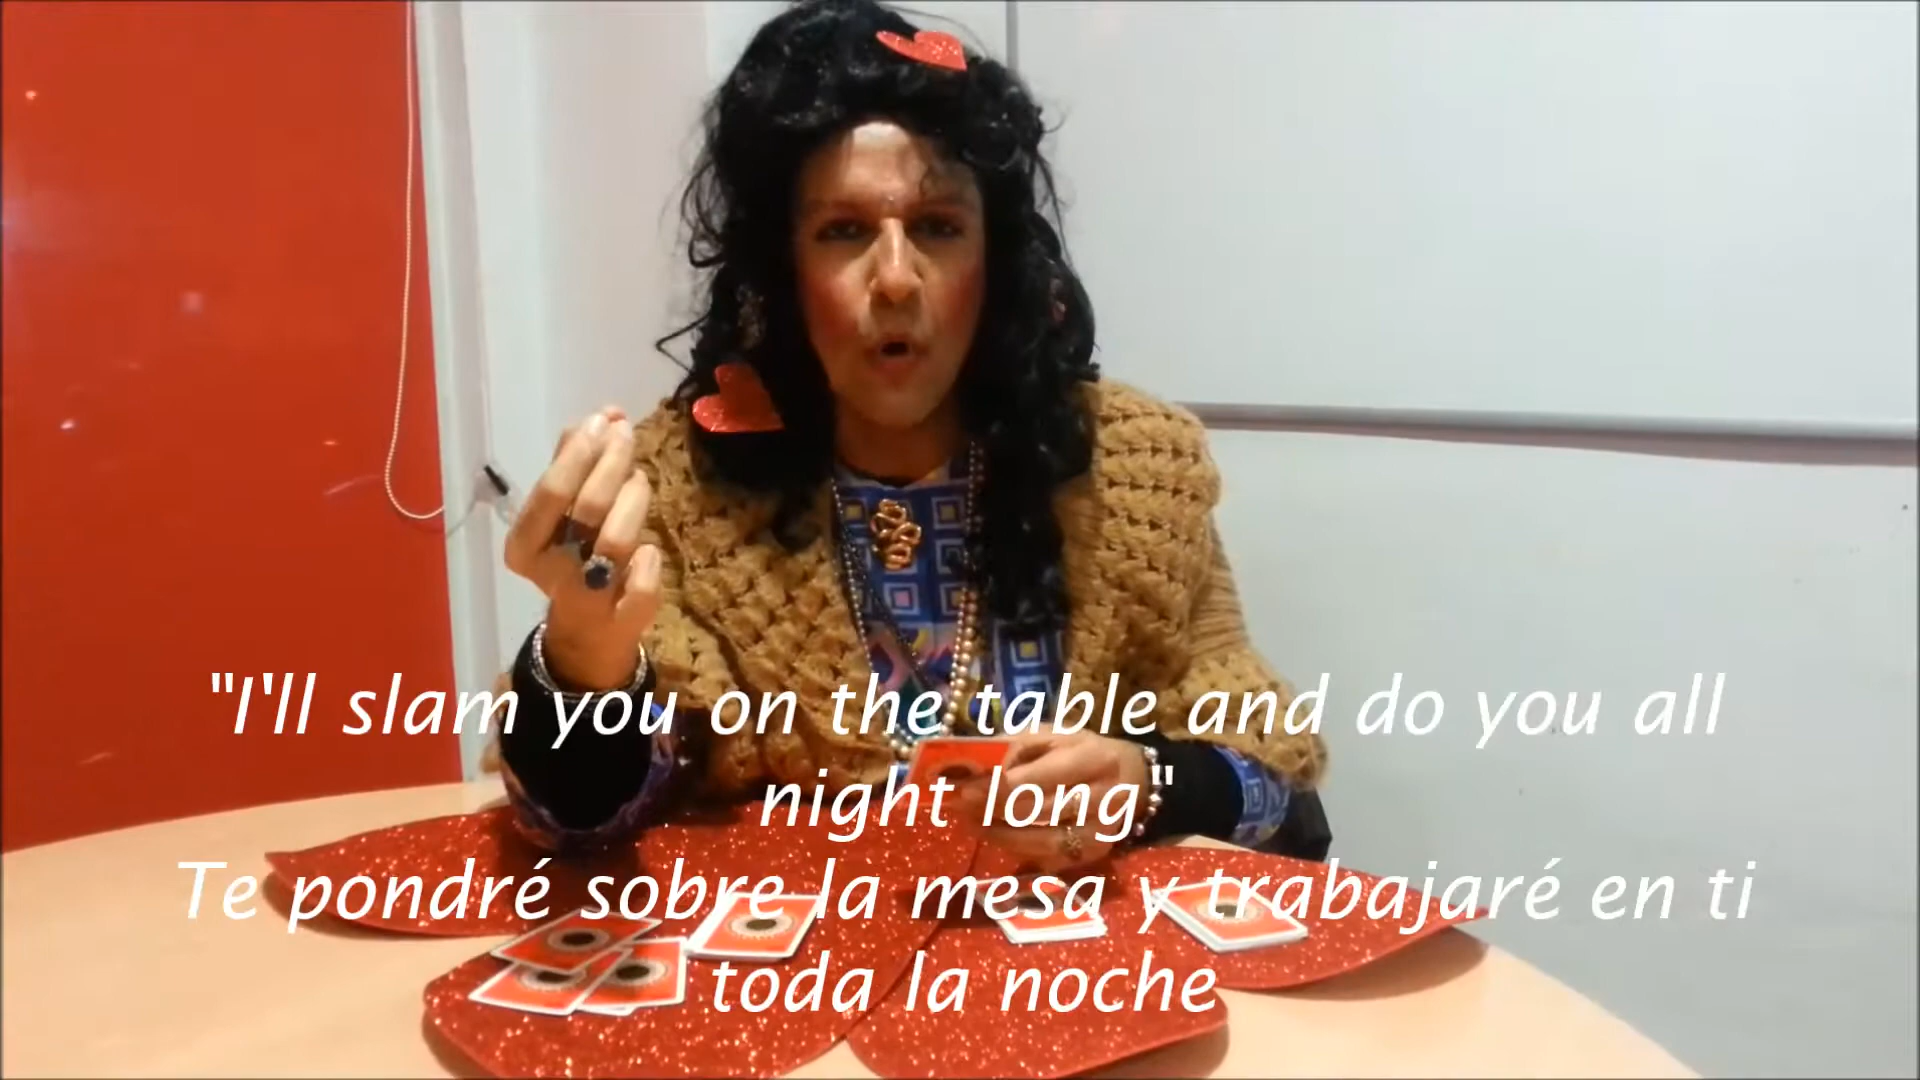 "I'll slam you on the table and do you all
night long"
Te pondré sobre la mesa y trabajaré en ti
toda la noche